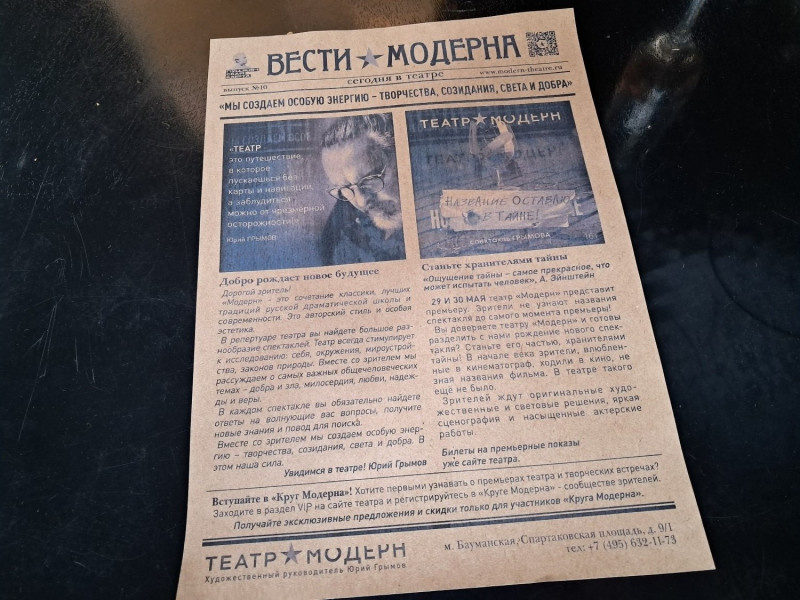 ВЕСТИ★МОДЕРНА
сегодня в театре
выпуск №10
www.modern-theatre.ru
«МЫ СОЗДАЕМ ОСОБУЮ ЭНЕРГИЮ – ТВОРЧЕСТВА, СОЗИДАНИЯ, СВЕТА И ДОБРА»
«ТЕАТР
это путешествие,
в которое
пускаешься без
карты и навигации,
а заблудиться
можно от чрезмерной
осторожности»
Юрий ГРЫМОВ
ТЕАТР★МОДЕРН
НАЗВАНИЕ ОСТАВЛЮ
В ТАЙНЕ!
Спектакль ГРЫМОВА
16+
Добро рождает новое будущее
Дорогой зритель!
«Модерн» - это сочетание классики, лучших
традиций русской драматической школы и
современности. Это авторский стиль и особая
эстетика.
В репертуаре театра вы найдете большое раз-
нообразие спектаклей. Театр всегда стимулирует
к исследованию: себя, окружения, мироустрой-
ства, законов природы. Вместе со зрителем мы
рассуждаем о самых важных общечеловеческих
темах – добра и зла, милосердия, любви, надеж-
ды и веры.
В каждом спектакле вы обязательно найдете
ответы на волнующие вас вопросы, получите
новые знания и повод для поиска.
Вместе со зрителем мы создаем особую энер-
гию – творчества, созидания, света и добра. В
этом наша сила.
Увидимся в театре! Юрий Грымов
Станьте хранителями тайны
«Ощущение тайны – самое прекрасное, что
может испытать человек», А. Эйнштейн
29 И 30 МАЯ театр «Модерн» представит
премьеру. Зрители не узнают названия
спектакля до самого момента премьеры!
Вы доверяете театру «Модерн» и готовы
разделить с нами рождение нового спек-
такля? Станьте его частью, хранителями
тайны! В начале века зрители, влюблен-
ные в кинематограф, ходили в кино, не
зная названия фильма. В театре такого
ещё не было.
Зрителей ждут оригинальные худо-
жественные и световые решения, яркая
сценография и насыщенные актерские
работы.
Билеты на премьерные показы
уже сайте театра.
Вступайте в «Круг Модерна»! Хотите первыми узнавать о премьерах театра и творческих встречах?
Заходите в раздел VIP на сайте театра и регистрируйтесь в «Круге Модерна» - сообществе зрителей.
Получайте эксклюзивные предложения и скидки только для участников «Круга Модерна».
ТЕАТР★МОДЕРН
Художественный руководитель Юрий Грымов
м. Бауманская/Спартаковская площадь, д. 9/1
тел: +7 (495) 632-11-73